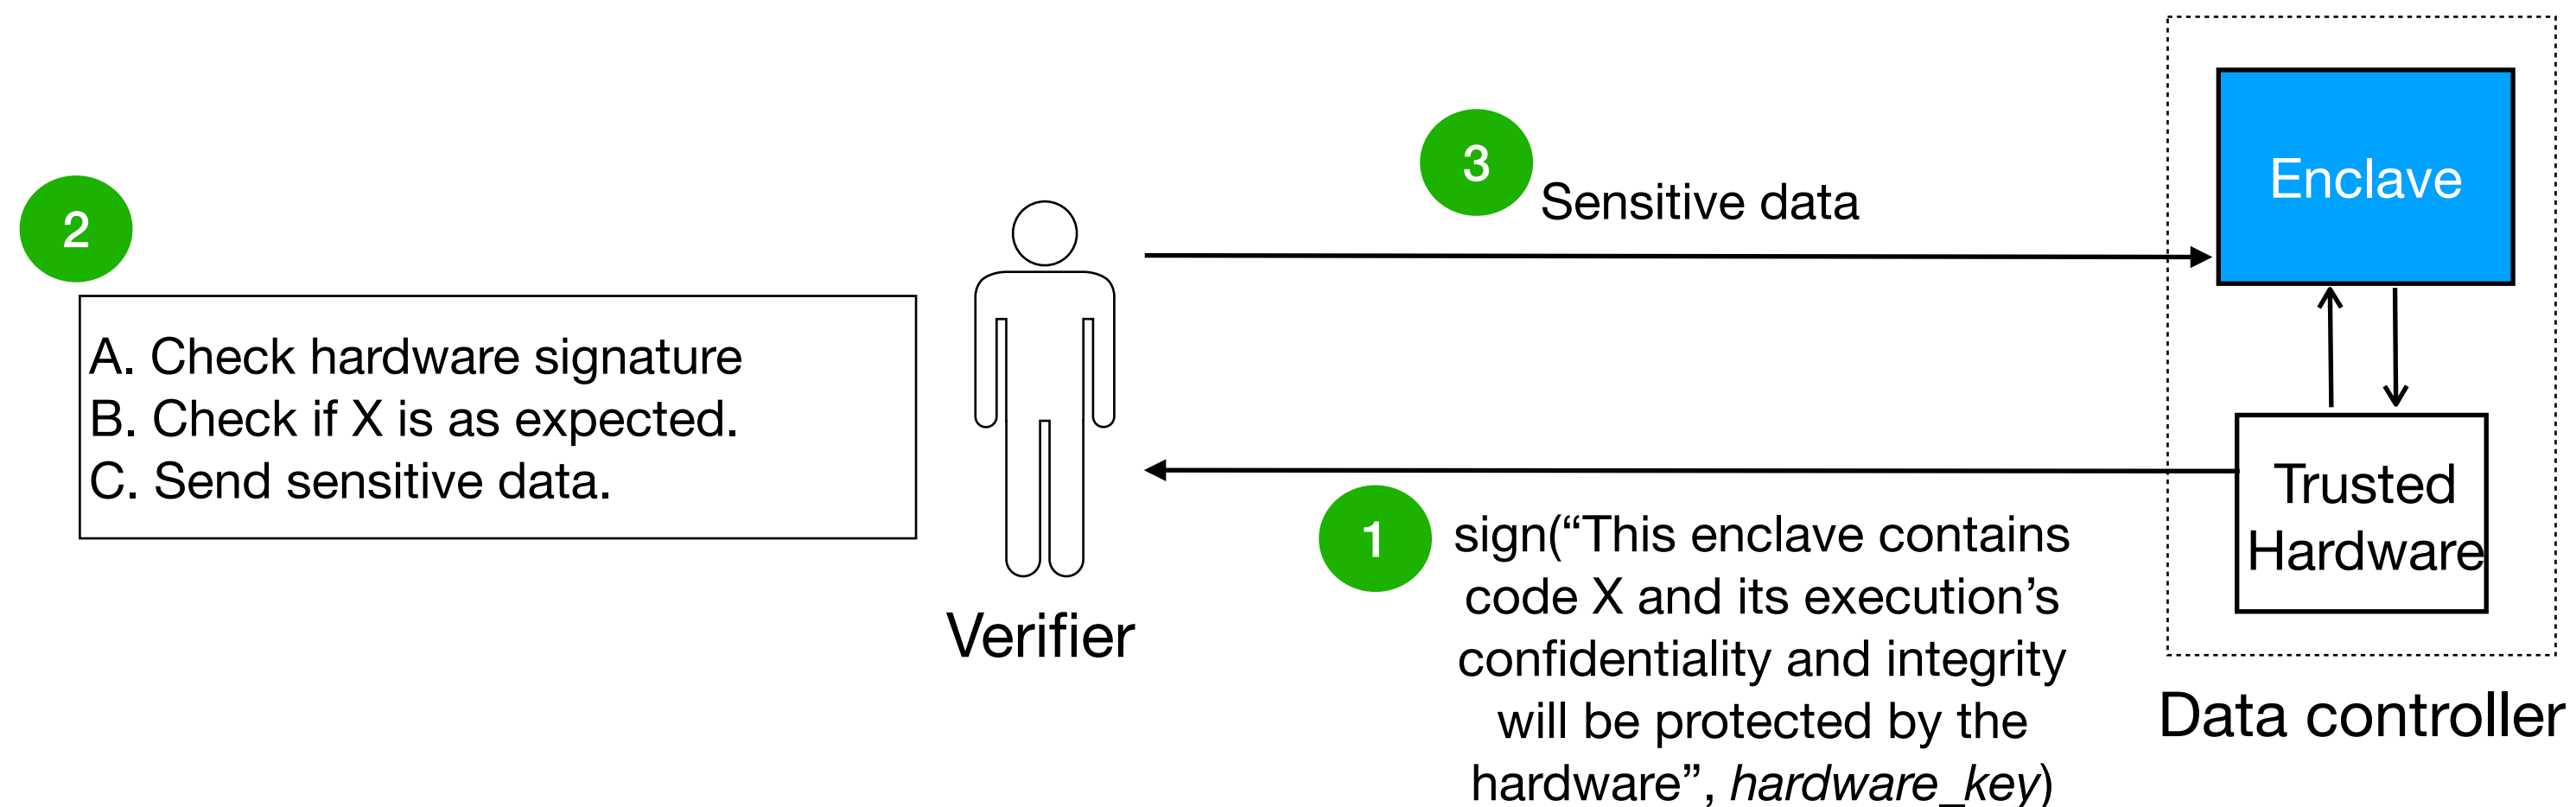 2
A. Check hardware signature
B. Check if X is as expected.
C. Send sensitive data.
Verifier
3
Sensitive data
Enclave
Trusted
Hardware
1
sign(“This enclave contains
code X and its execution’s
confidentiality and integrity
will be protected by the
hardware”, hardware_key)
Data controller